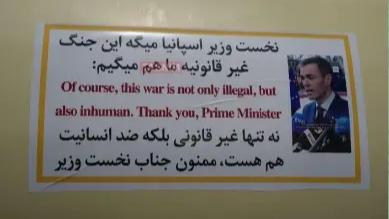 نخست وزیر اسپانیا میگه این جنگ
غیر قانونیه ما هم میگیم:
Of course, this war is not only illegal, but
also inhuman. Thank you, Prime Minister
نه تنها غیر قانونی بلکه ضد انسانیت
هم هست، ممنون جناب نخست وزیر